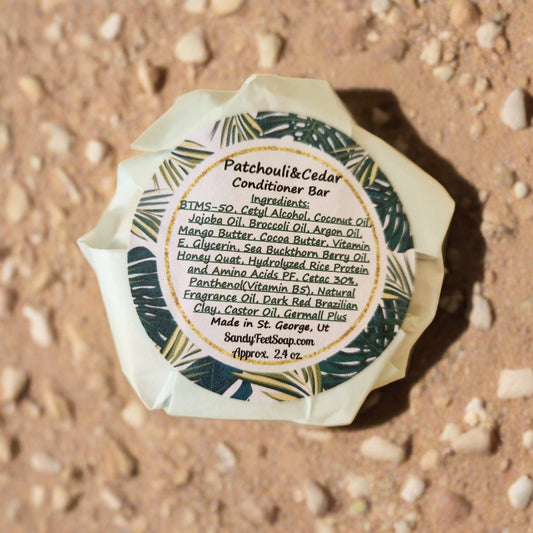 Patchouli&Cedar
Conditioner Bar
Ingredients:
BTMS-50, Cetyl Alcohol, Coconut Oil,
Jojoba Oil, Broccoli Oil, Argon Oil,
Mango Butter, Cocoa Butter, Vitamin
E, Glycerin, Sea Buckthorn Berry Oil,
Honey Quat, Hydrolyzed Rice Protein
and Amino Acids PF, Cetac 30%,
Panthenol(Vitamin B5), Natural
Fragrance Oil, Dark Red Brazilian
Clay, Castor Oil, Germall Plus
Made in St. George, Ut
SandyFeetSoap.com
Approx. 2.4 oz.